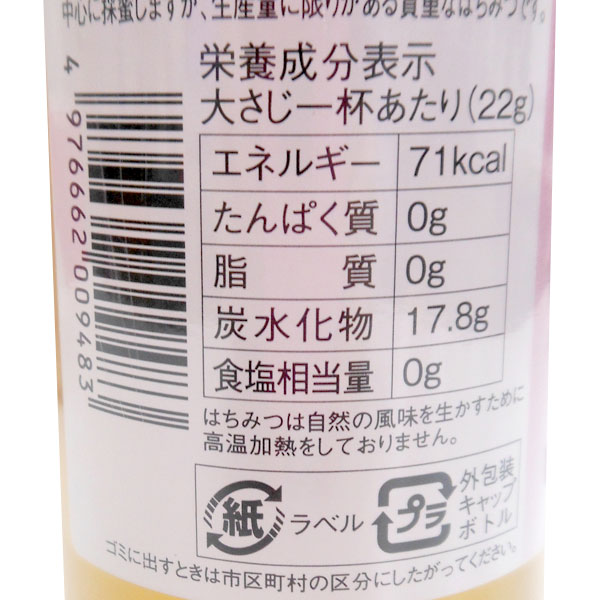 中心に採蜜しますが、生産量に限りがある貴重なはちみつです。
栄養成分表示
大さじ一杯あたり(22g)
エネルギー 71kcal
たんぱく質 0g
脂質 0g
炭水化物 17.8g
食塩相当量 0g
はちみつは自然の風味を生かすために
高温加熱をしておりません。
4 976662 009483
紙 ラベル
プラ 外包装
キャップ
ボトル
ゴミに出すときは市区町村の区分にしたがってください。